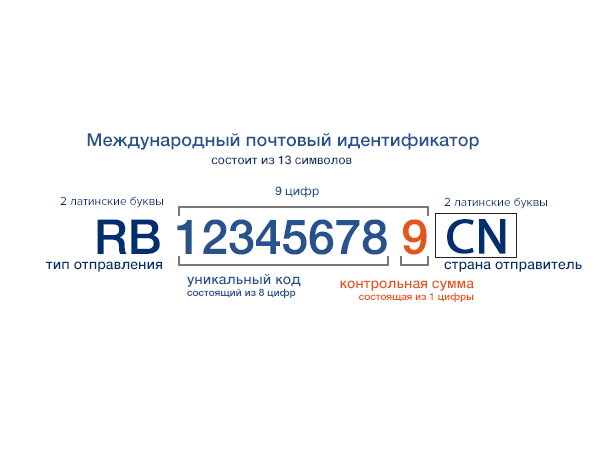 Международный почтовый идентификатор
состоит из 13 символов
9 цифр
2 латинские буквы
2 латинские буквы
RB 12345678 9 CN
тип отправления
страна отправитель
уникальный код
состоящий из 8 цифр
контрольная сумма
состоящая из 1 цифры